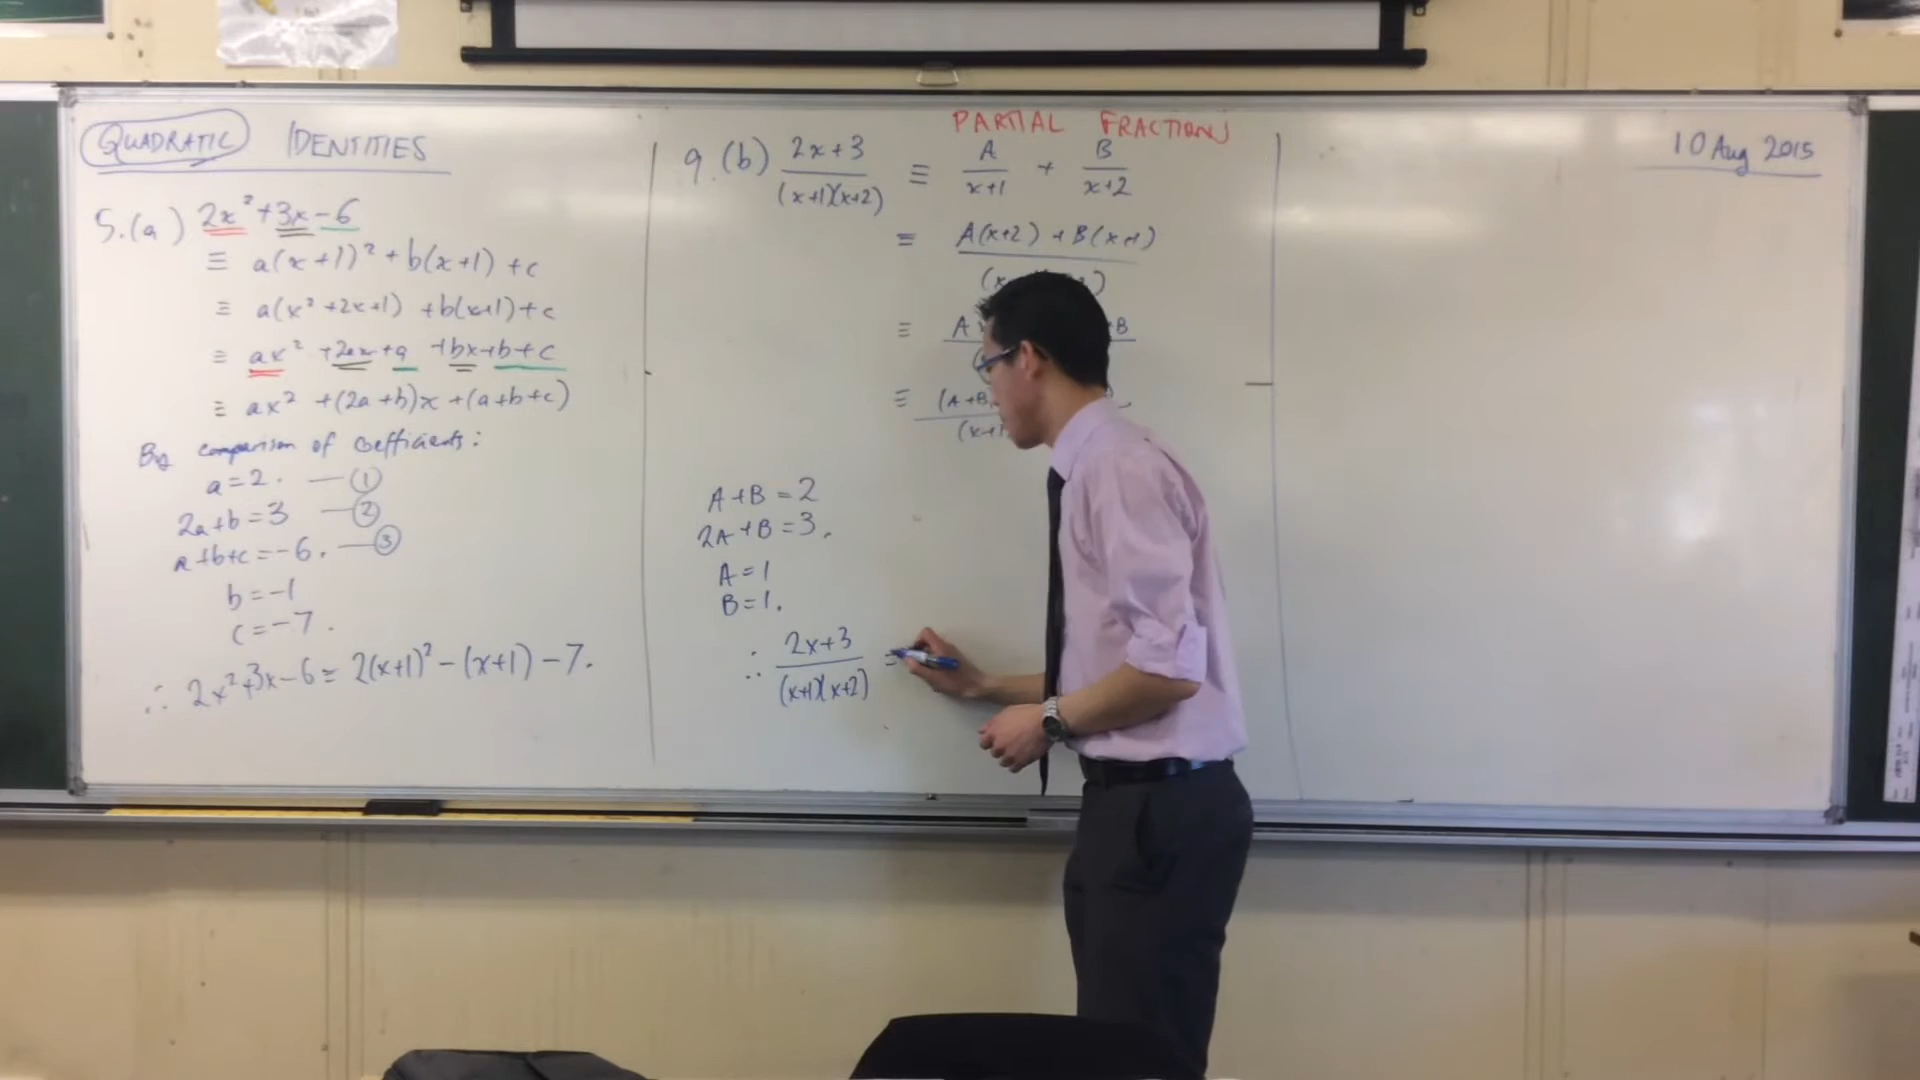 QUADRATIC IDENTITIES
5.(a) 2x² + 3x - 6
≡ a(x+1)² + b(x+1) + c
≡ a(x²+2x+1) + b(x+1) + c
≡ ax² + 2ax + a + bx + b + c
≡ ax² + (2a+b)x + (a+b+c)
By comparison of coefficients:
a = 2. — ①
2a+b = 3 — ②
a+b+c = -6. — ③
b = -1
c = -7.
∴ 2x²+3x-6 = 2(x+1)² - (x+1) - 7.
PARTIAL FRACTIONS
9.(b) (2x+3)/((x+1)(x+2)) ≡ A/(x+1) + B/(x+2)
≡ A(x+2) + B(x+1)
≡ A B
≡ (A+B
(x+1
A+B = 2
2A+B = 3.
A = 1
B = 1.
∴ (2x+3)/((x+1)(x+2)) =
10 Aug 2015